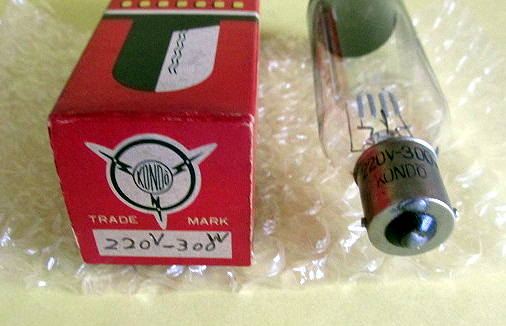 KONDO
TRADE MARK
220V-300W
220V-300
KONDO